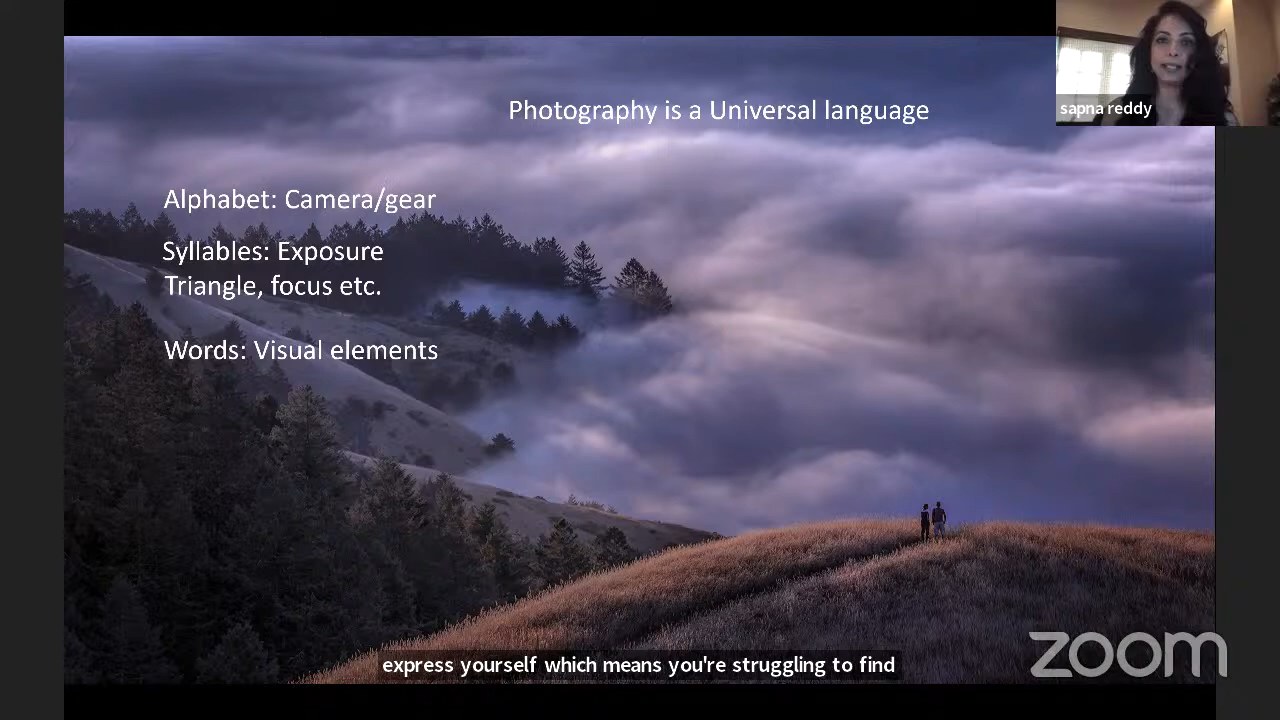 Photography is a Universal language
sapna reddy
Alphabet: Camera/gear
Syllables: Exposure
Triangle, focus etc.
Words: Visual elements
express yourself which means you're struggling to find
zoom